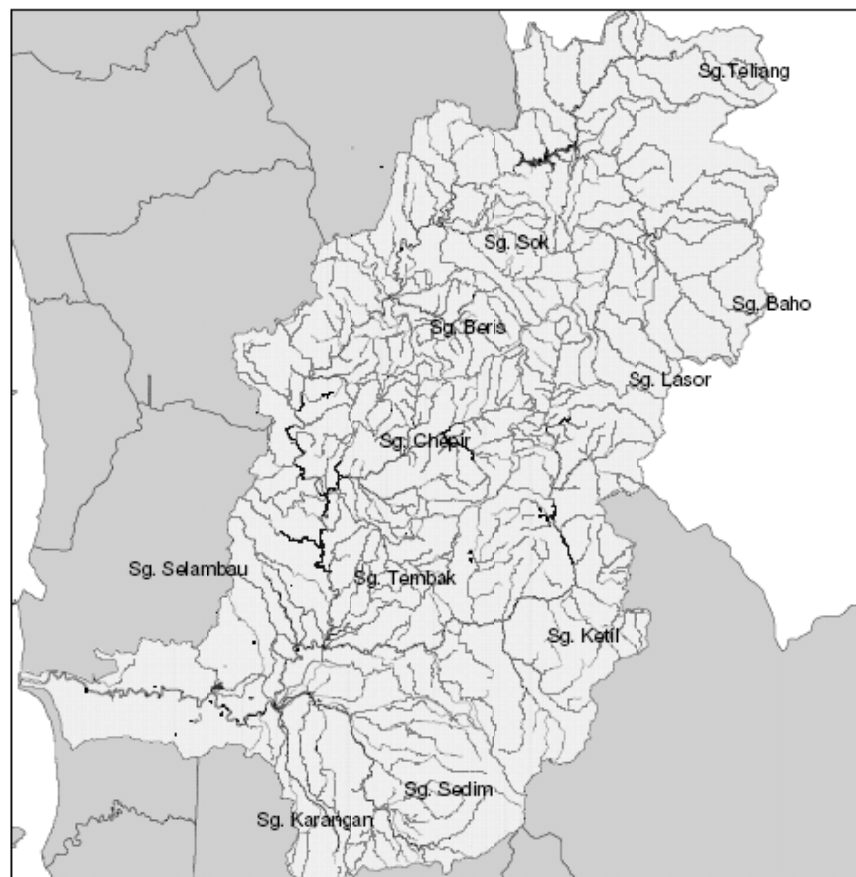 Sg.Teliang
Sg. Sok
Sg. Baho
Sg. Beris
Sg. Lasor
Sg. Chepir
Sg. Selambau
Sg. Tembak
Sg. Ketil
Sg. Sedim
Sg. Karangan